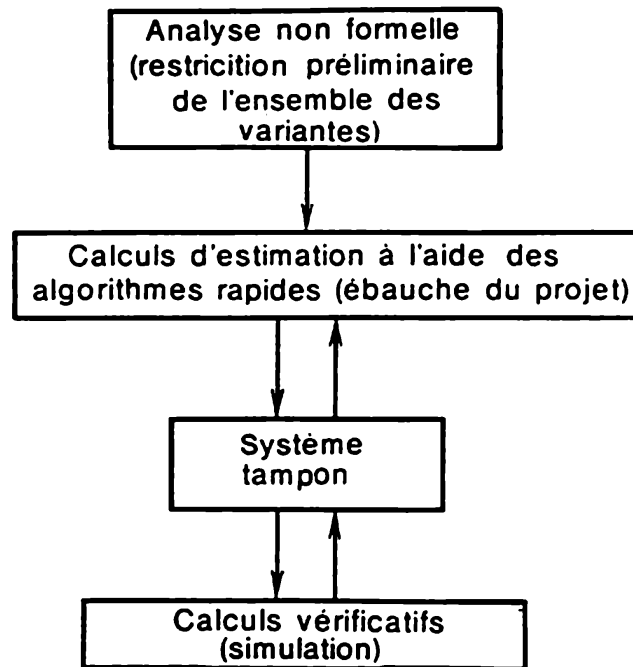 Analyse non formelle
(restricition préliminaire
de l'ensemble des
variantes)
Calculs d'estimation à l'aide des
algorithmes rapides (ébauche du projet)
Système
tampon
Calculs vérificatifs
(simulation)